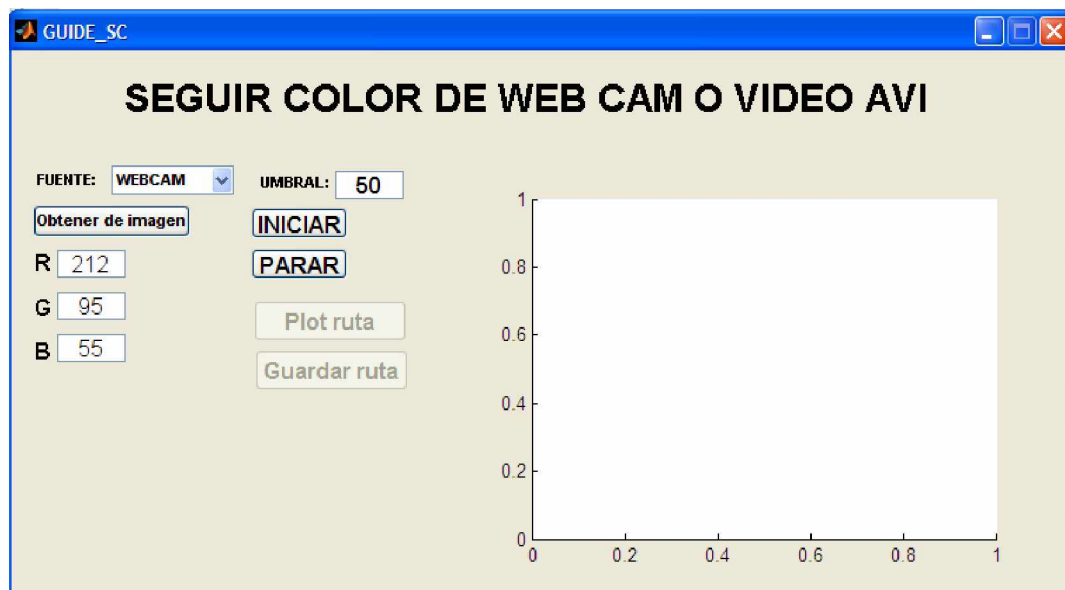 GUIDE_SC
SEGUIR COLOR DE WEB CAM O VIDEO AVI
FUENTE: WEBCAM UMBRAL: 50
Obtener de imagen INICIAR
R 212 PARAR
G 95 Plot ruta
B 55 Guardar ruta
1
0.8
0.6
0.4
0.2
0
0 0.2 0.4 0.6 0.8 1